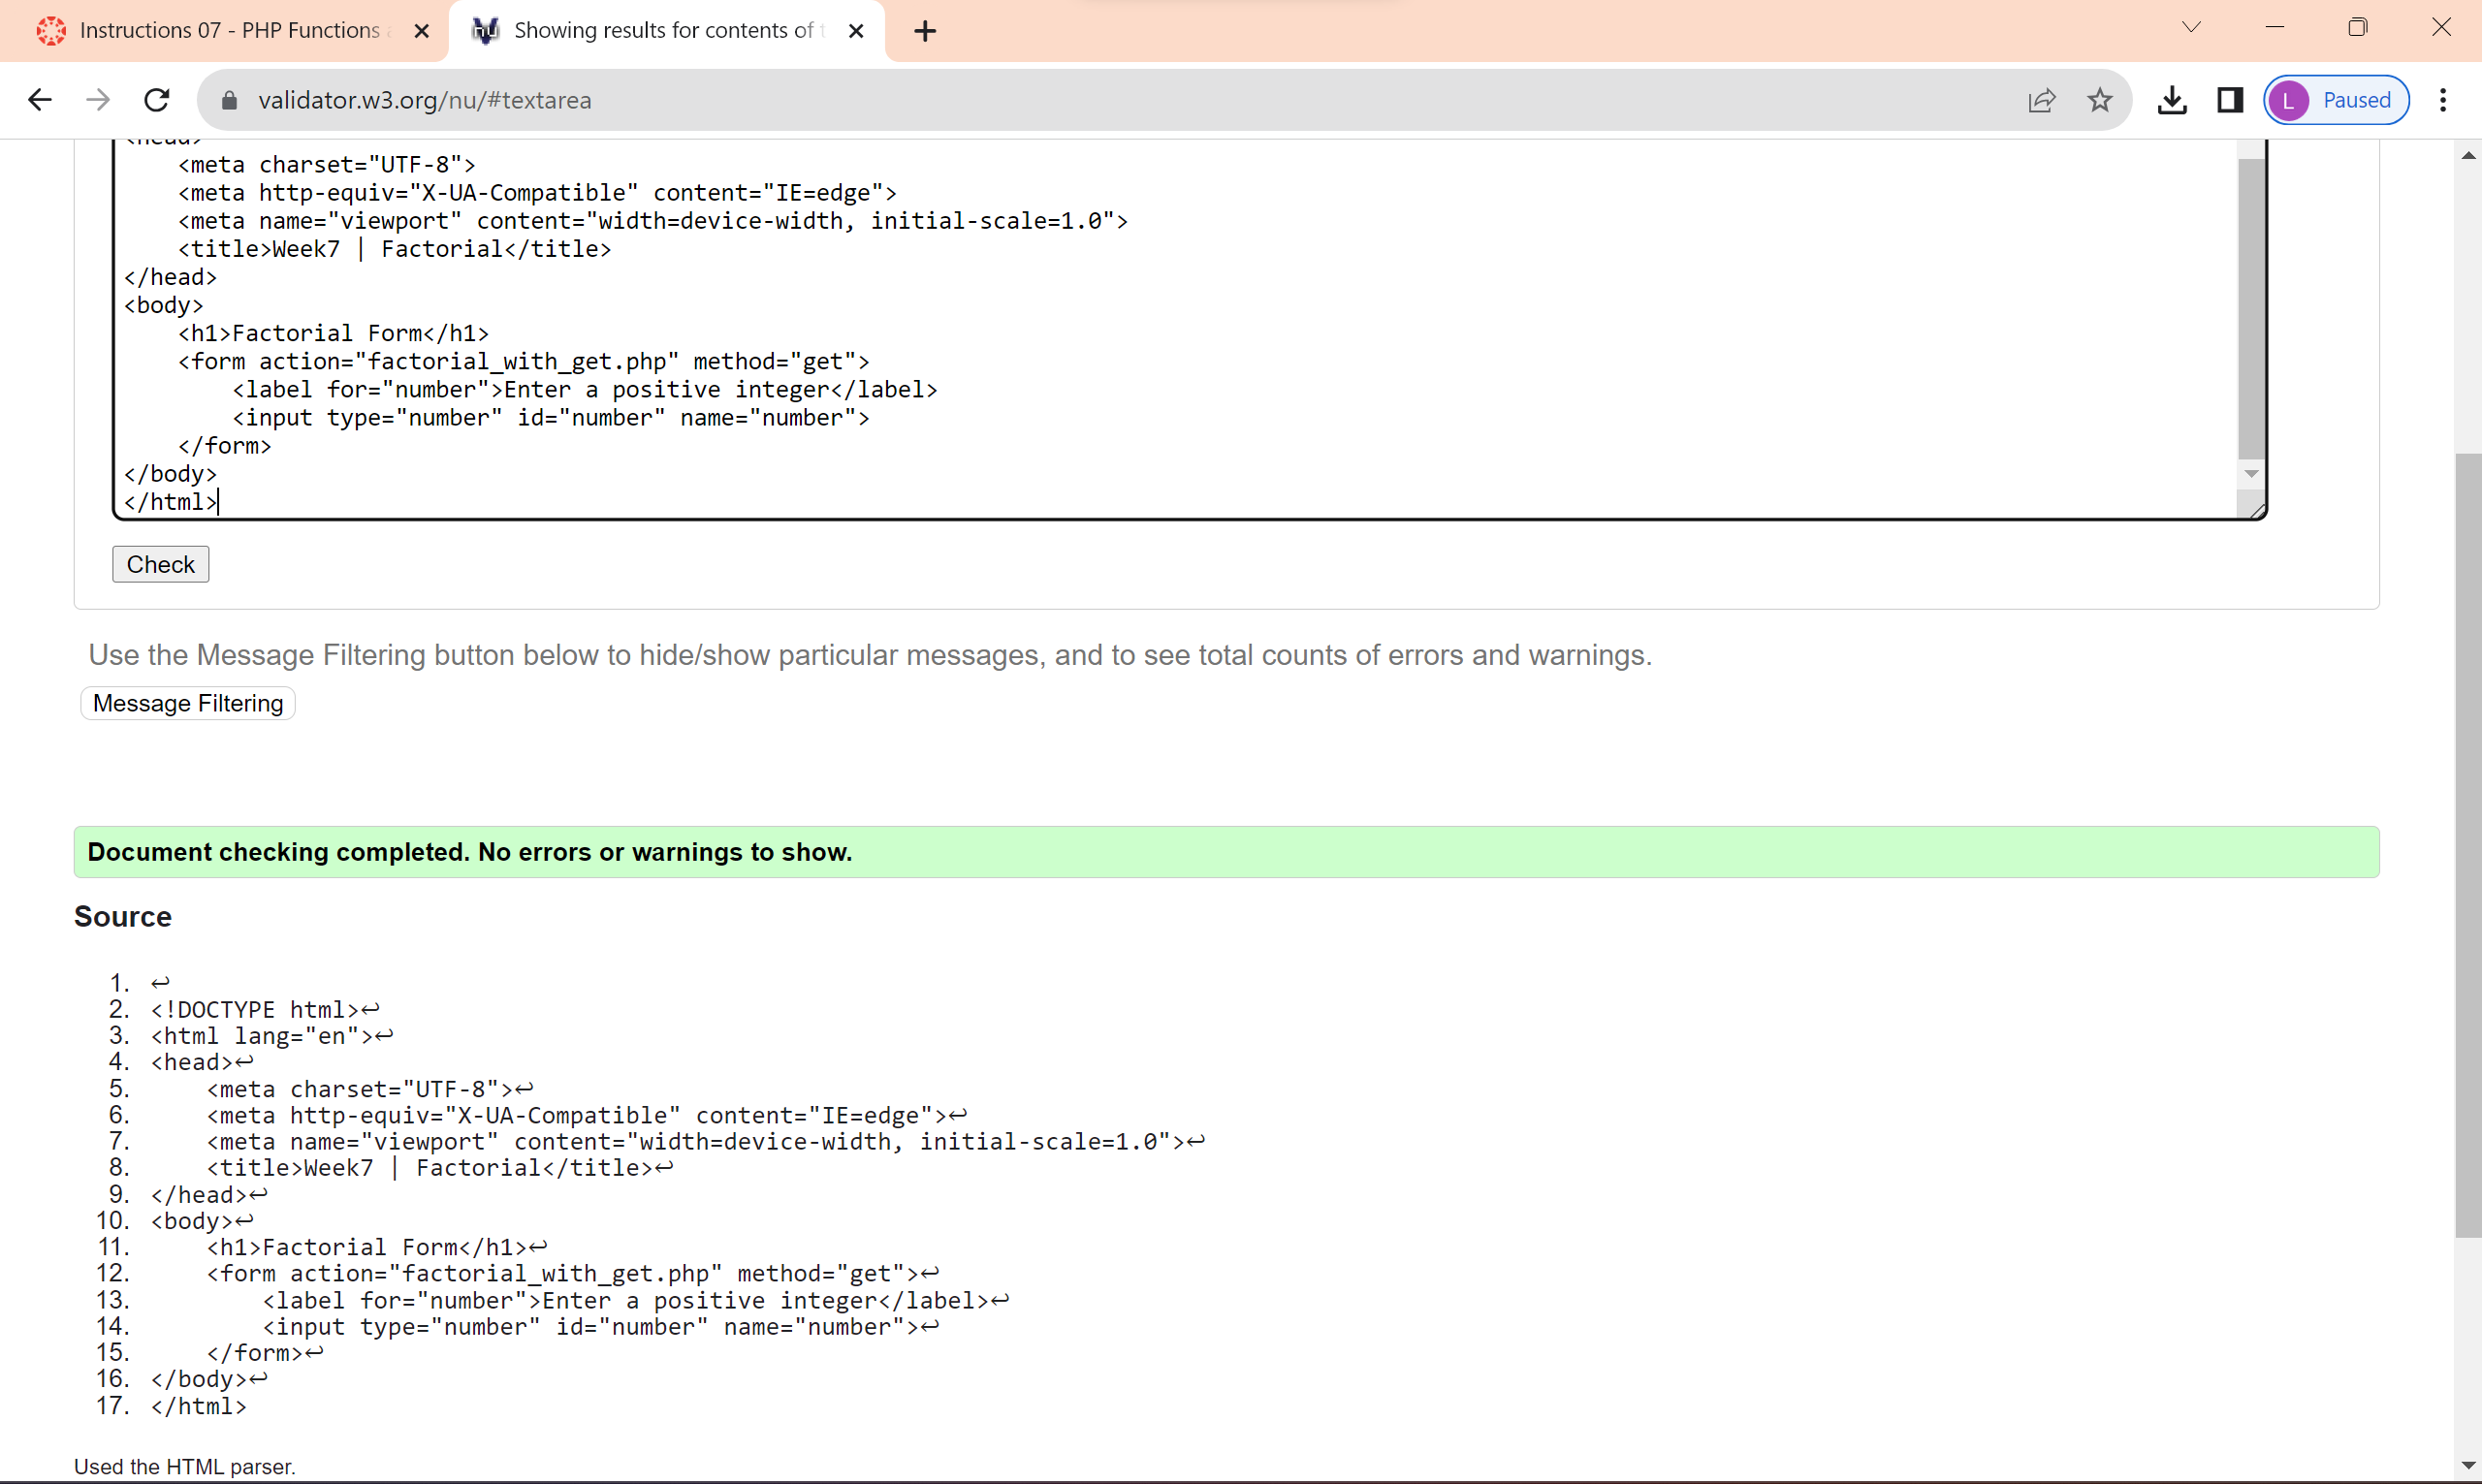 Instructions 07 - PHP Functions
Showing results for contents of
validator.w3.org/nu/#textarea
L
Paused
<head>
    <meta charset="UTF-8">
    <meta http-equiv="X-UA-Compatible" content="IE=edge">
    <meta name="viewport" content="width=device-width, initial-scale=1.0">
    <title>Week7 | Factorial</title>
</head>
<body>
    <h1>Factorial Form</h1>
    <form action="factorial_with_get.php" method="get">
        <label for="number">Enter a positive integer</label>
        <input type="number" id="number" name="number">
    </form>
</body>
</html>
Check
Use the Message Filtering button below to hide/show particular messages, and to see total counts of errors and warnings.
Message Filtering
Document checking completed. No errors or warnings to show.
Source
1. ↩
2. <!DOCTYPE html>↩
3. <html lang="en">↩
4. <head>↩
5.     <meta charset="UTF-8">↩
6.     <meta http-equiv="X-UA-Compatible" content="IE=edge">↩
7.     <meta name="viewport" content="width=device-width, initial-scale=1.0">↩
8.     <title>Week7 | Factorial</title>↩
9. </head>↩
10. <body>↩
11.     <h1>Factorial Form</h1>↩
12.     <form action="factorial_with_get.php" method="get">↩
13.         <label for="number">Enter a positive integer</label>↩
14.         <input type="number" id="number" name="number">↩
15.     </form>↩
16. </body>↩
17. </html>
Used the HTML parser.